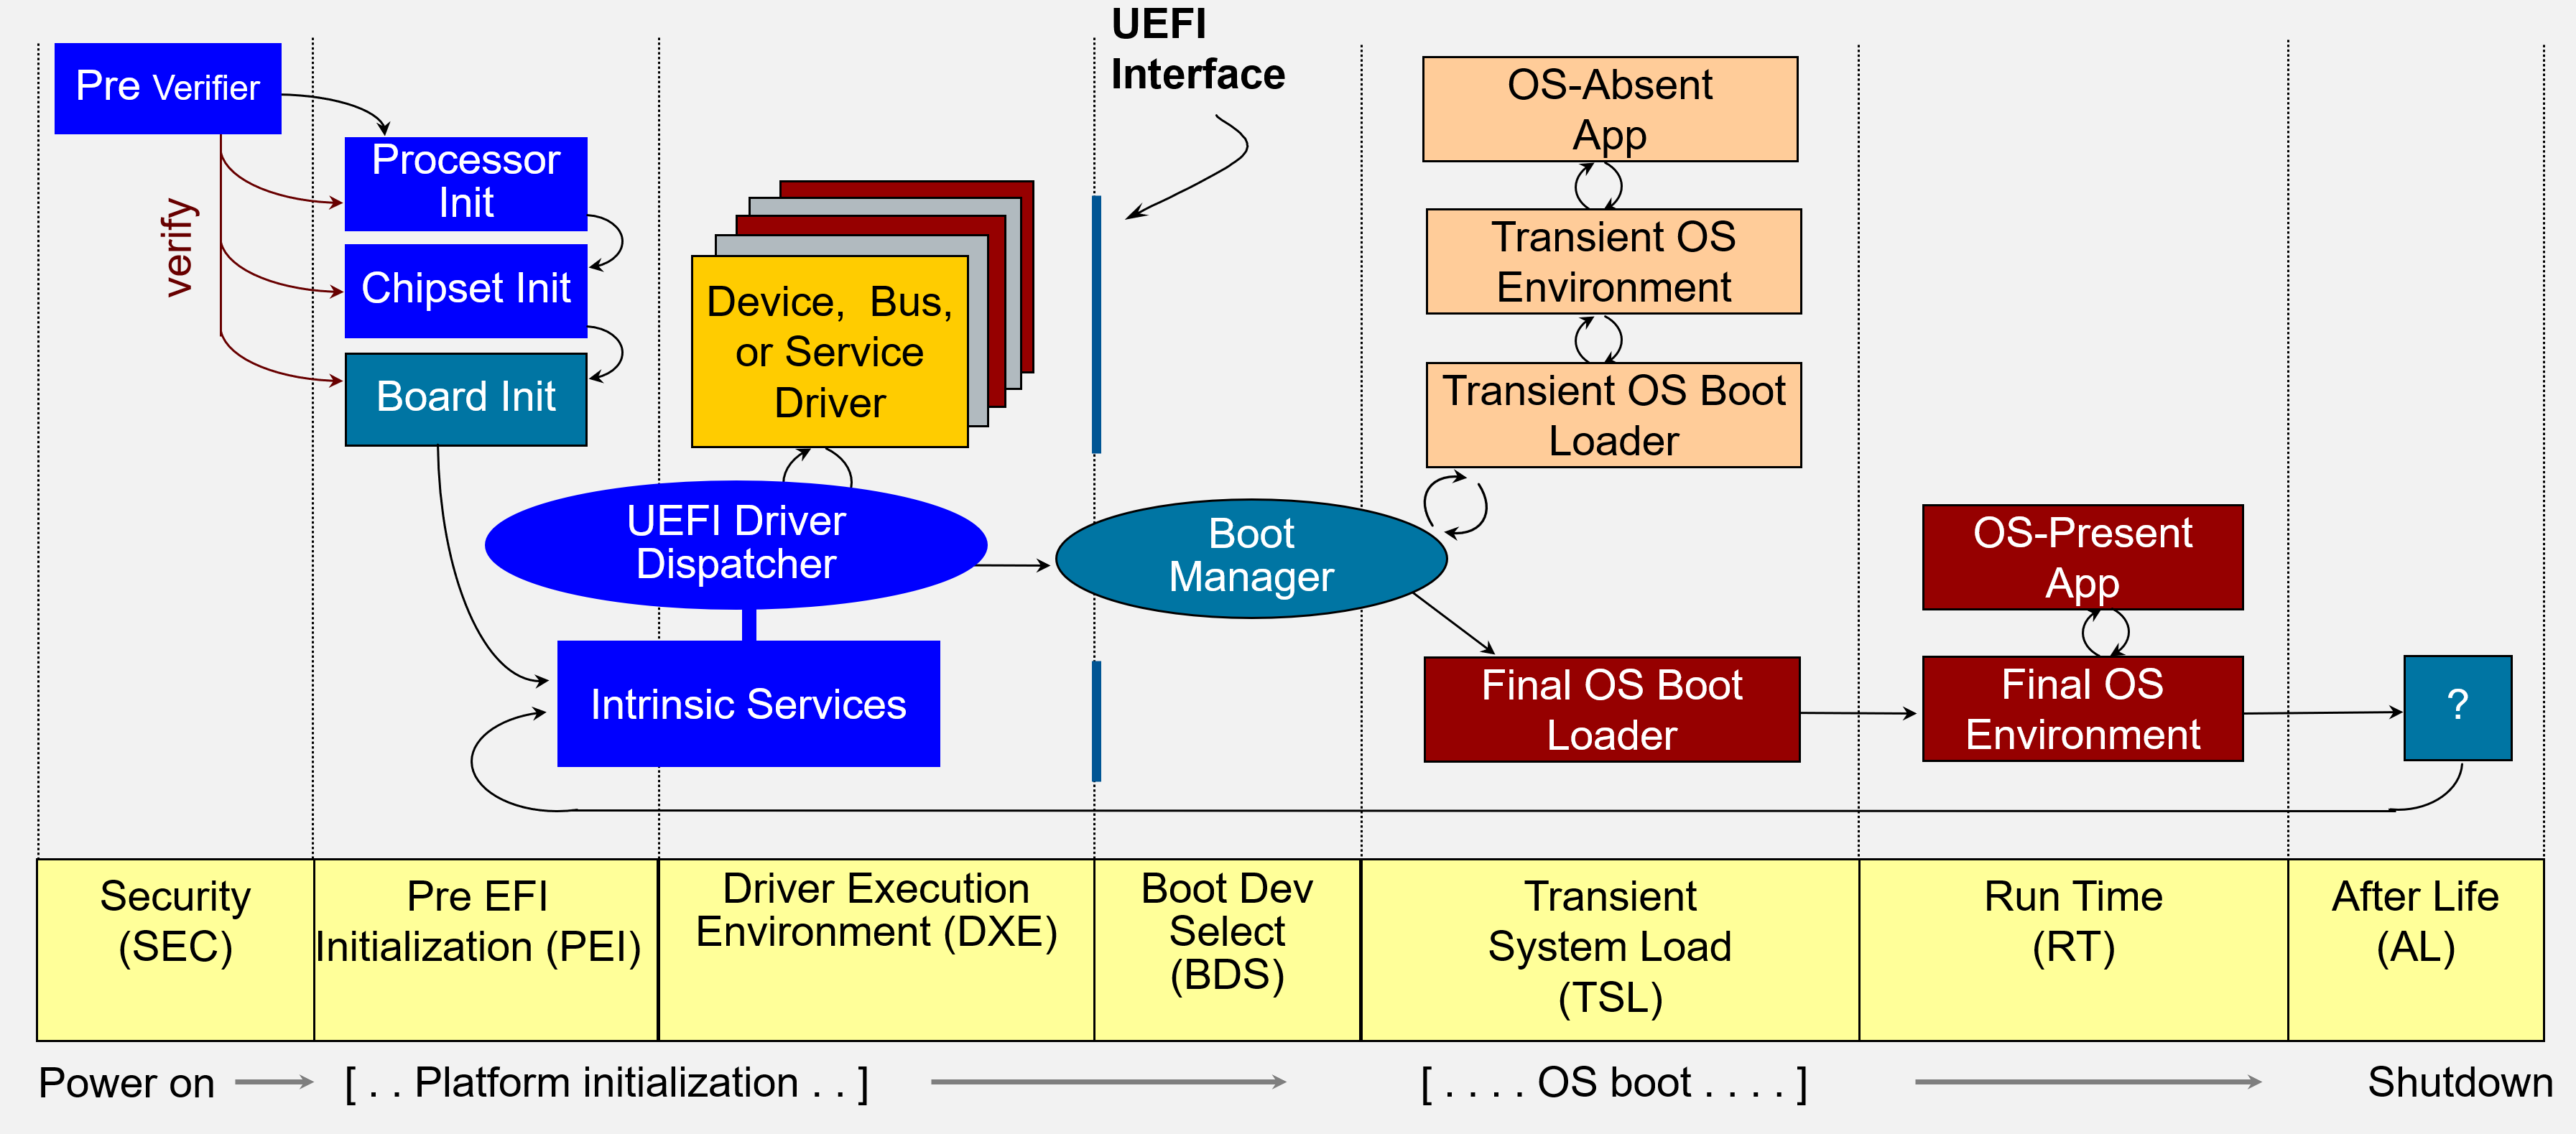 UEFI
Interface
Pre Verifier
verify
Processor
Init
Chipset Init
Board Init
Device, Bus,
or Service
Driver
UEFI Driver
Dispatcher
Intrinsic Services
Boot
Manager
OS-Absent
App
Transient OS
Environment
Transient OS Boot
Loader
Final OS Boot
Loader
OS-Present
App
Final OS
Environment
?
Security
(SEC)
Pre EFI
Initialization (PEI)
Driver Execution
Environment (DXE)
Boot Dev
Select
(BDS)
Transient
System Load
(TSL)
Run Time
(RT)
After Life
(AL)
Power on
[ . . Platform initialization . . ]
[ . . . . OS boot . . . . ]
Shutdown